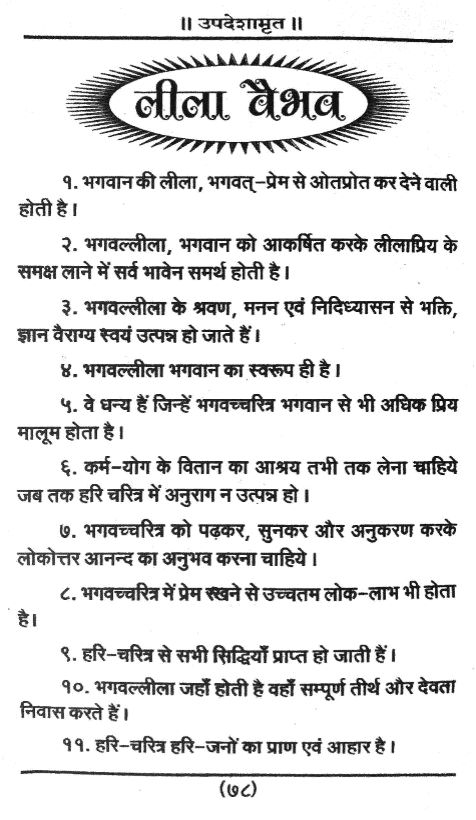 ॥ उपदेशामृत ॥
लीला वैभव
१. भगवान की लीला, भगवत्-प्रेम से ओतप्रोत कर देने वाली
होती है।
२. भगवल्लीला, भगवान को आकर्षित करके लीलाप्रिय के
समक्ष लाने में सर्व भावेन समर्थ होती है।
३. भगवल्लीला के श्रवण, मनन एवं निदिध्यासन से भक्ति,
ज्ञान वैराग्य स्वयं उत्पन्न हो जाते हैं।
४. भगवल्लीला भगवान का स्वरूप ही है।
५. वे धन्य हैं जिन्हें भगवच्चरित्र भगवान से भी अधिक प्रिय
मालूम होता है।
६. कर्म-योग के वितान का आश्रय तभी तक लेना चाहिये
जब तक हरि चरित्र में अनुराग न उत्पन्न हो।
७. भगवच्चरित्र को पढ़कर, सुनकर और अनुकरण करके
लोकोत्तर आनन्द का अनुभव करना चाहिये।
८. भगवच्चरित्र में प्रेम रखने से उच्चतम लोक-लाभ भी होता
है।
९. हरि-चरित्र से सभी सिद्धियाँ प्राप्त हो जाती हैं।
१०. भगवल्लीला जहाँ होती है वहाँ सम्पूर्ण तीर्थ और देवता
निवास करते हैं।
११. हरि-चरित्र हरि-जनों का प्राण एवं आहार है।
(७८)